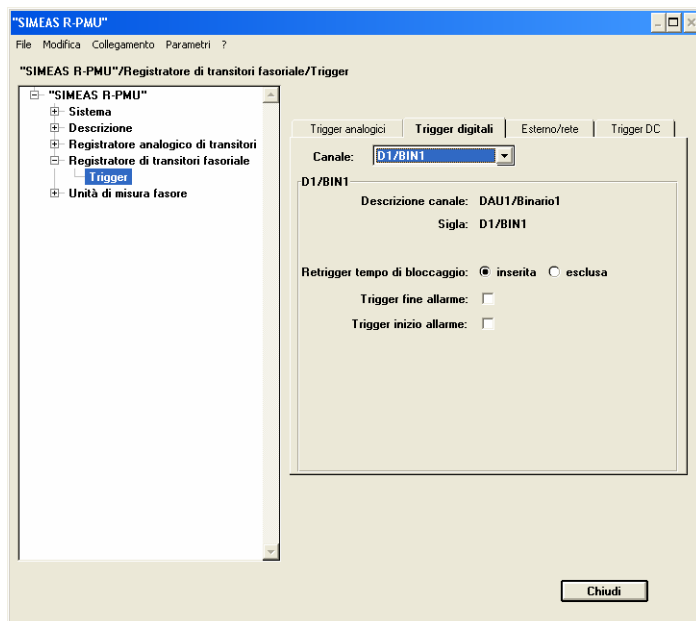 "SIMEAS R-PMU"
File Modifica Collegamento Parametri ?
"SIMEAS R-PMU"/Registratore di transitori fasoriale/Trigger
"SIMEAS R-PMU"
Sistema
Descrizione
Registratore analogico di transitori
Registratore di transitori fasoriale
Trigger
Unità di misura fasore
Trigger analogici Trigger digitali Esterno/rete Trigger DC
Canale: D1/BIN1
D1/BIN1
Descrizione canale: DAU1/Binario1
Sigla: D1/BIN1
Retrigger tempo di bloccaggio: inserita esclusa
Trigger fine allarme:
Trigger inizio allarme:
Chiudi